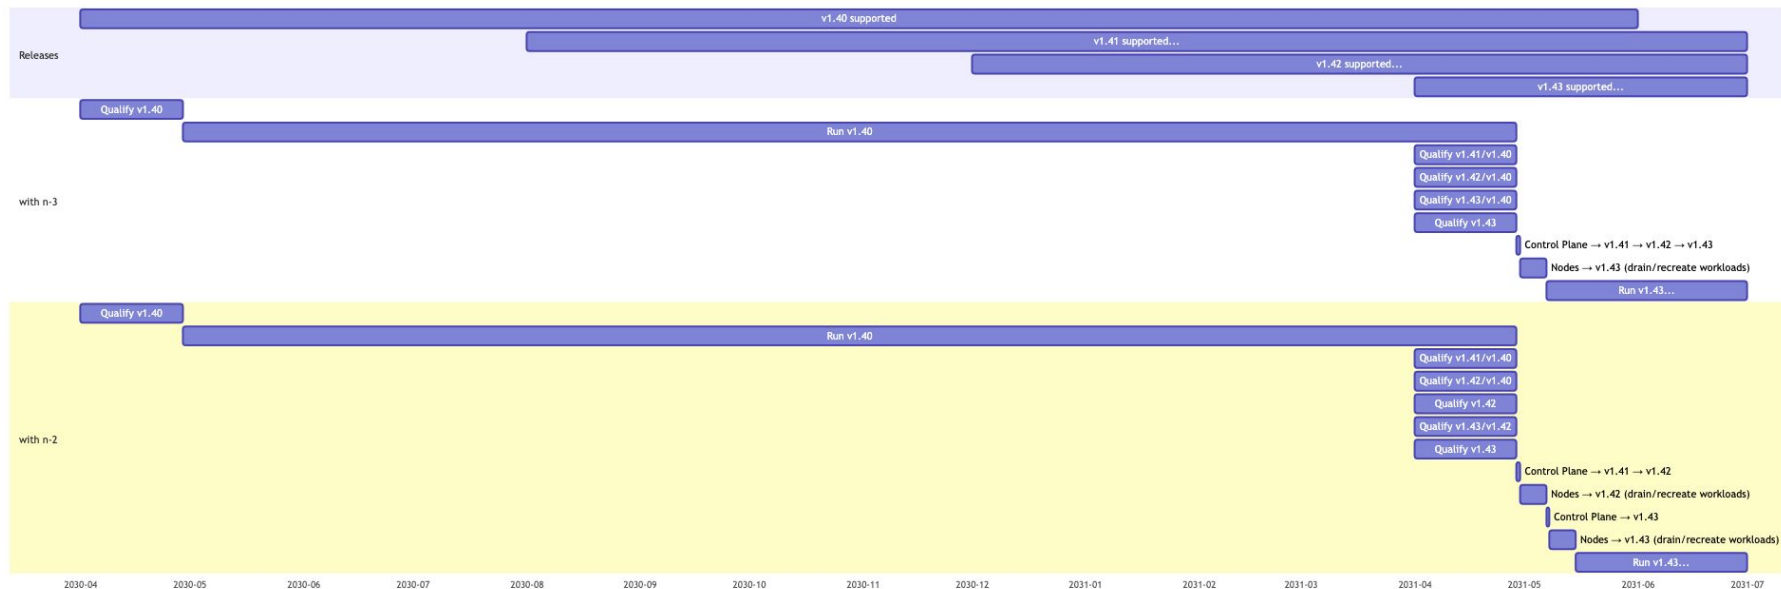 Releases
v1.40 supported
v1.41 supported...
v1.42 supported...
v1.43 supported...
with n-3
Qualify v1.40
Run v1.40
Qualify v1.41/v1.40
Qualify v1.42/v1.40
Qualify v1.43/v1.40
Qualify v1.43
Control Plane → v1.41 → v1.42 → v1.43
Nodes → v1.43 (drain/recreate workloads)
Run v1.43...
with n-2
Qualify v1.40
Run v1.40
Qualify v1.41/v1.40
Qualify v1.42/v1.40
Qualify v1.42
Qualify v1.43/v1.42
Qualify v1.43
Control Plane → v1.41 → v1.42
Nodes → v1.42 (drain/recreate workloads)
Control Plane → v1.43
Nodes → v1.43 (drain/recreate workloads)
Run v1.43...
2030-04 2030-05 2030-06 2030-07 2030-08 2030-09 2030-10 2030-11 2030-12 2031-01 2031-02 2031-03 2031-04 2031-05 2031-06 2031-07